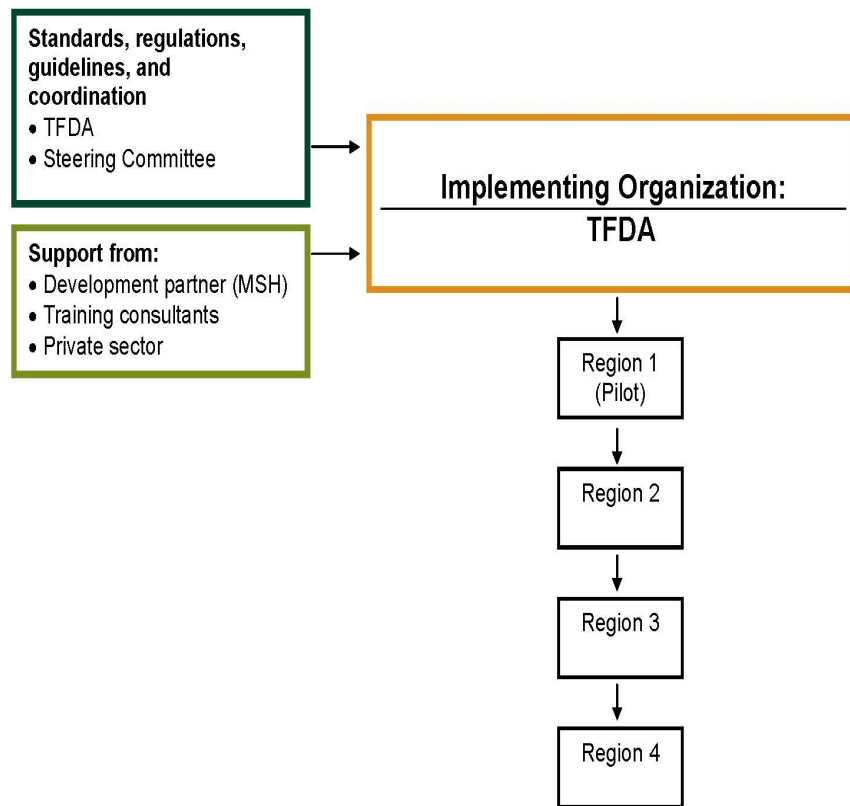 Standards, regulations,
guidelines, and
coordination
• TFDA
• Steering Committee
Implementing Organization:
TFDA
Support from:
• Development partner (MSH)
• Training consultants
• Private sector
Region 1
(Pilot)
Region 2
Region 3
Region 4